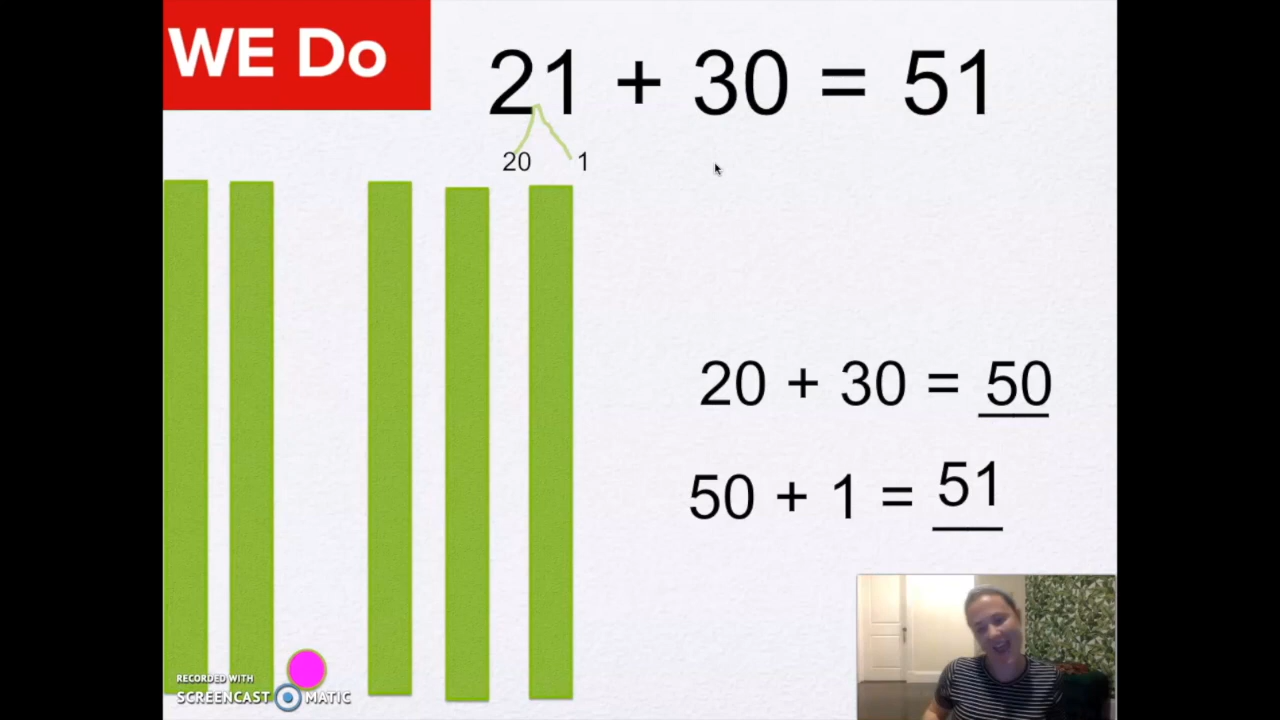 WE Do
21 + 30 = 51
20 1
20 + 30 = 50
50 + 1 = 51
RECORDED WITH
SCREENCAST MATIC